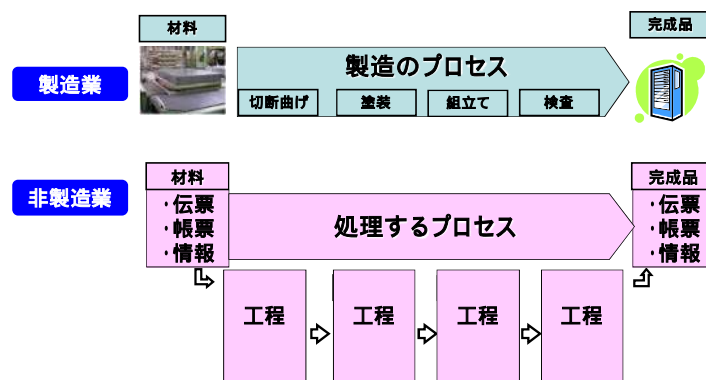 材料
完成品
製造業
製造のプロセス
切断曲げ
塗装
組立て
検査
非製造業
材料
・伝票
・帳票
・情報
処理するプロセス
完成品
・伝票
・帳票
・情報
工程
工程
工程
工程